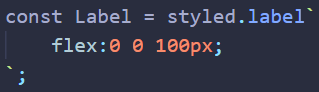 const Label = styled.label`
    flex:0 0 100px;
`;